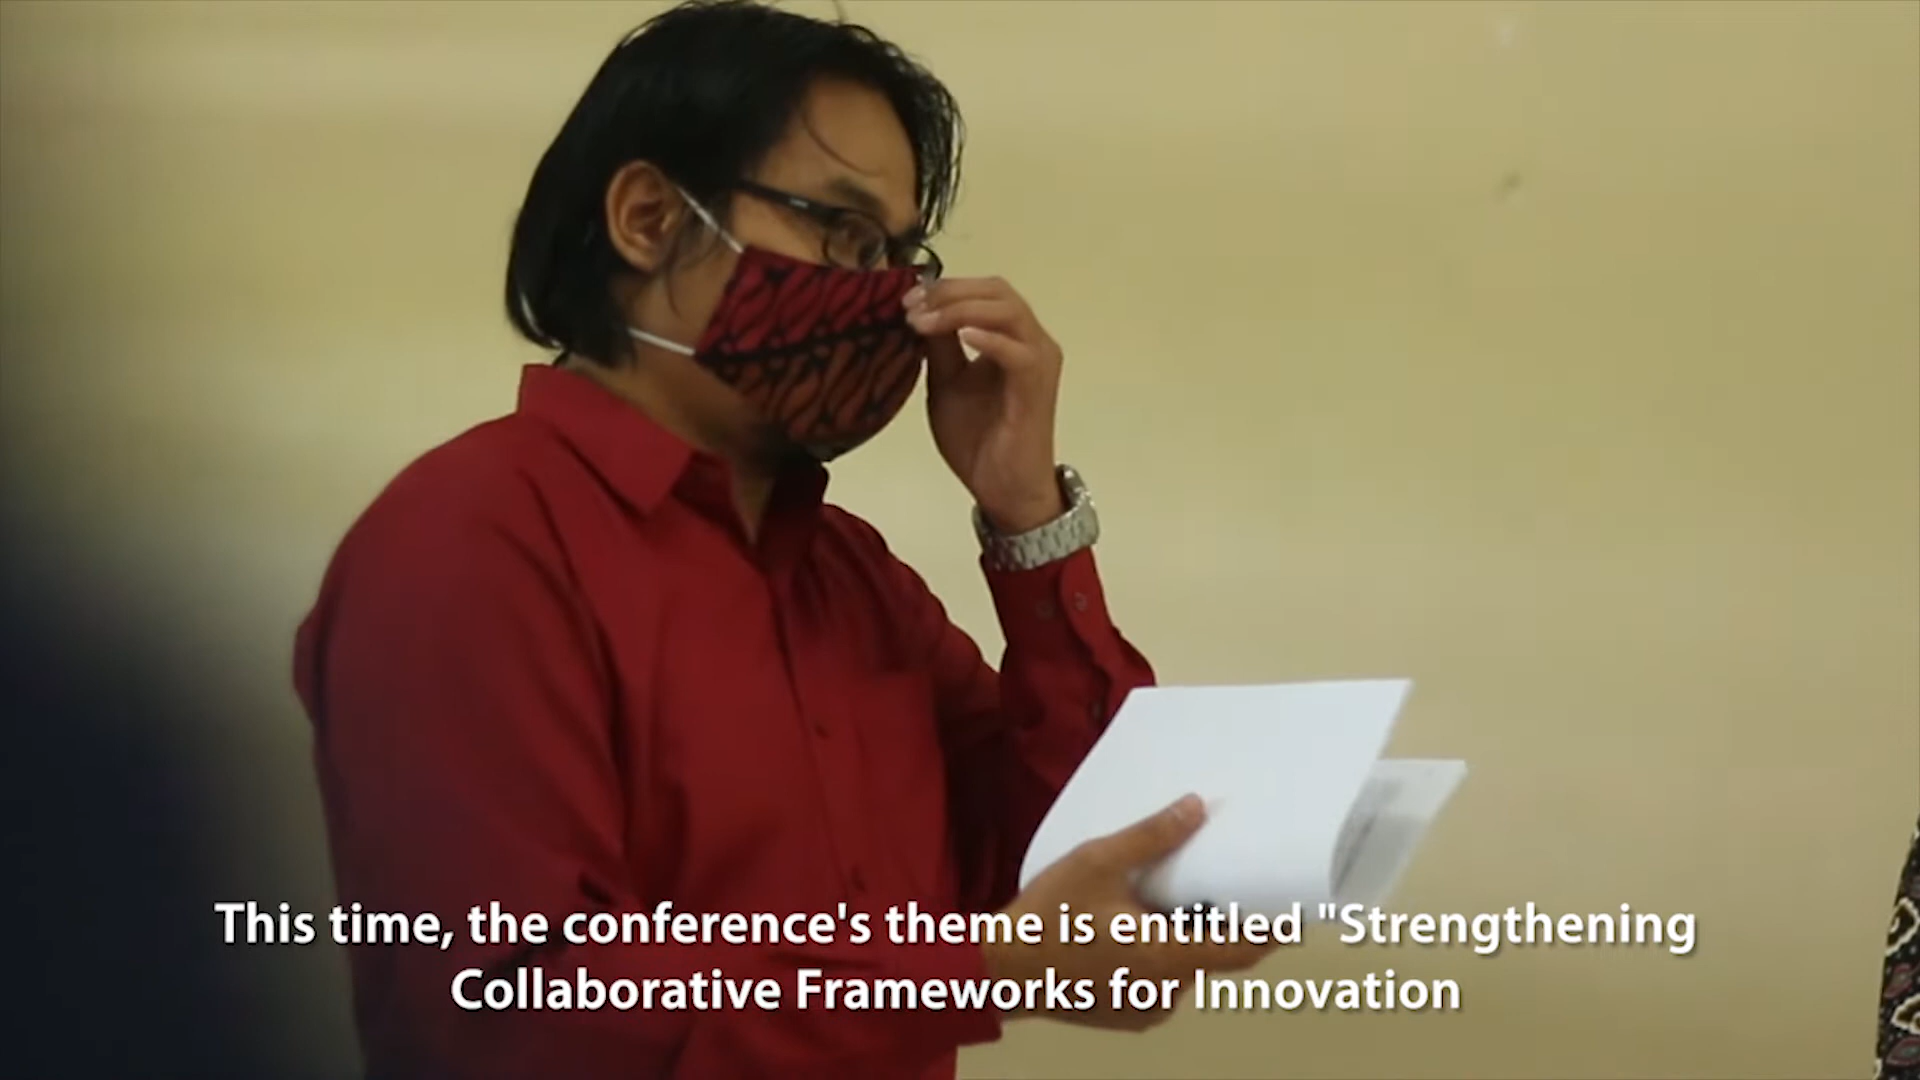 This time, the conference's theme is entitled "Strengthening
Collaborative Frameworks for Innovation